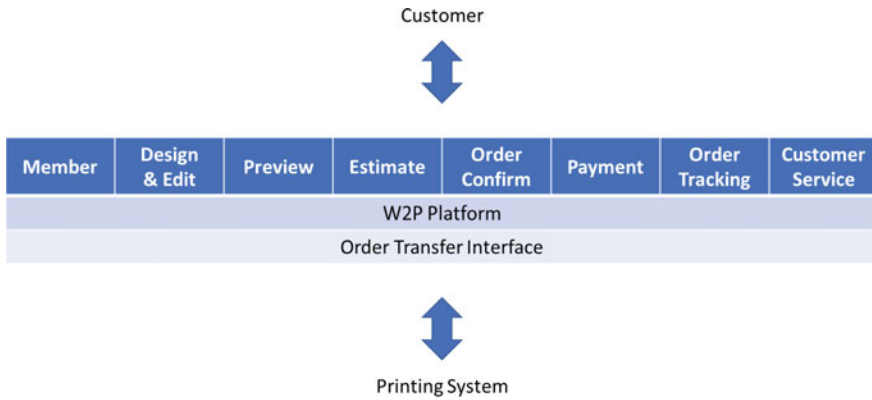 Customer
Member
Design
& Edit
Preview
Estimate
Order
Confirm
Payment
Order
Tracking
Customer
Service
W2P Platform
Order Transfer Interface
Printing System